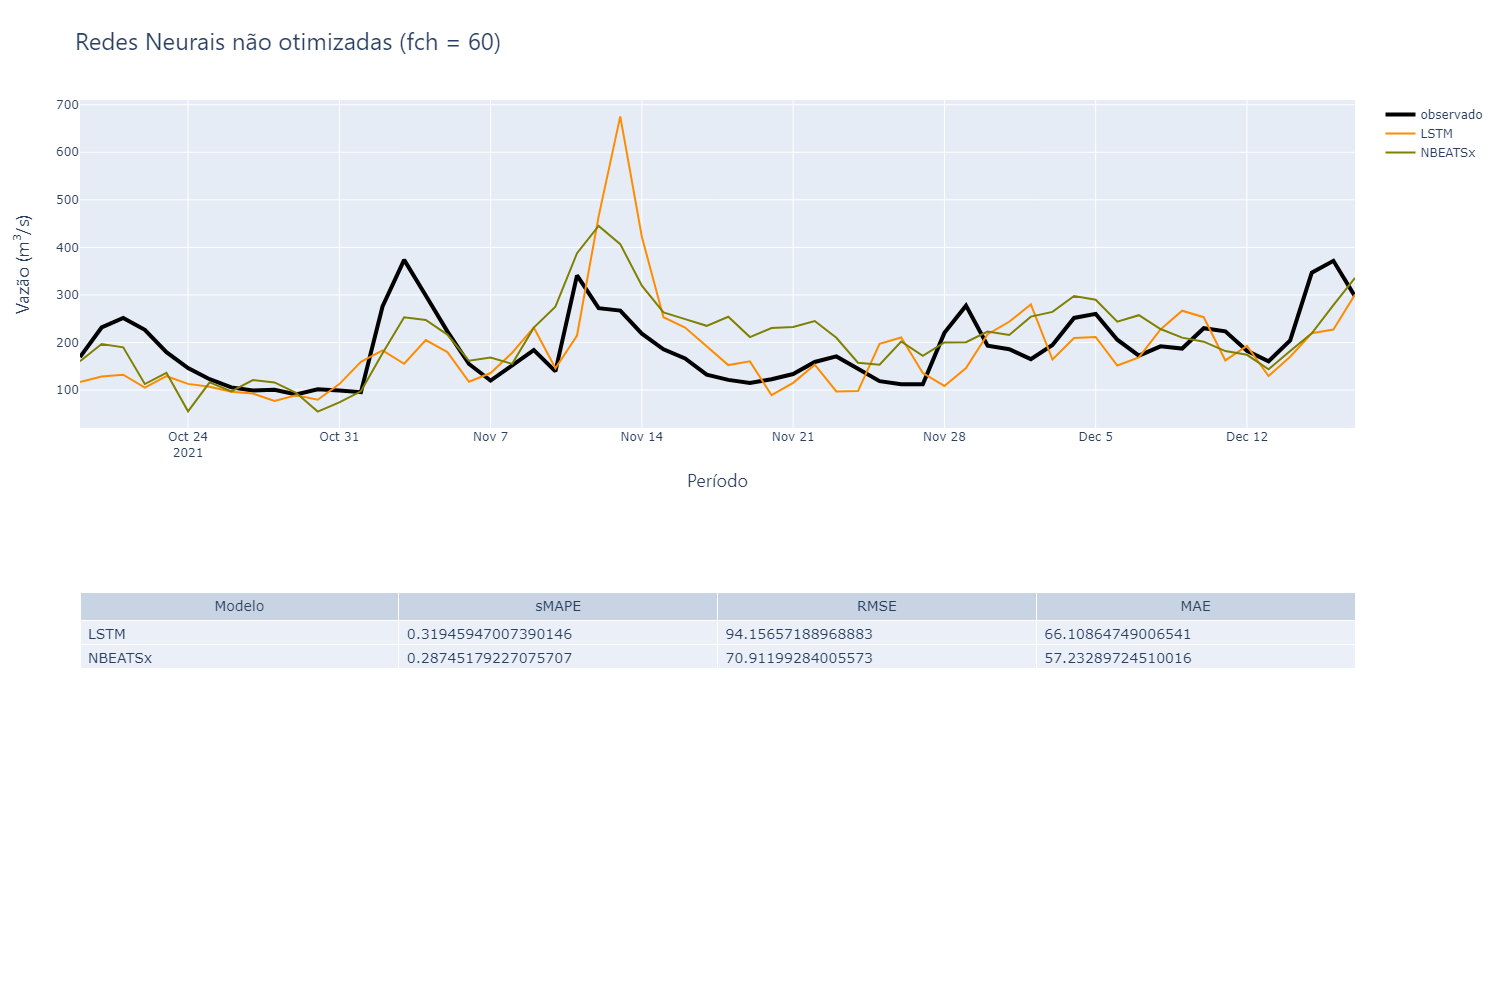 Redes Neurais não otimizadas (fch = 60)
700
600
500
400
300
200
100
Vazão (m³/s)
Oct 24
2021
Oct 31
Nov 7
Nov 14
Nov 21
Nov 28
Dec 5
Dec 12
Período
observado
LSTM
NBEATSx
Modelo sMAPE RMSE MAE
LSTM 0.31945947007390146 94.15657188968883 66.10864749006541
NBEATSx 0.28745179227075707 70.91199284005573 57.23289724510016